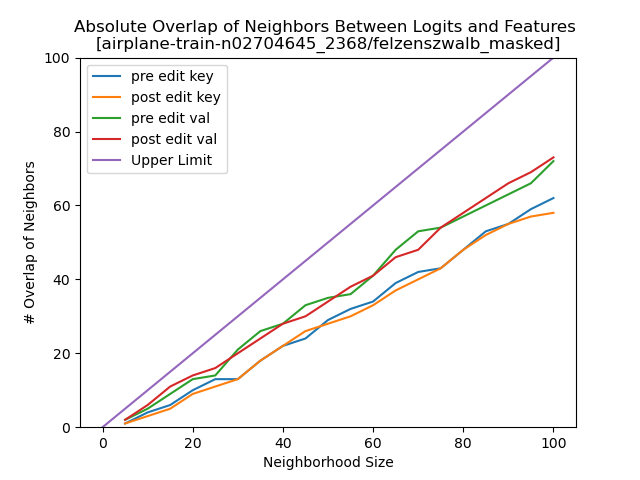 Absolute Overlap of Neighbors Between Logits and Features
[airplane-train-n02704645_2368/felzenszwalb_masked]
100
80
60
40
20
0
# Overlap of Neighbors
pre edit key
post edit key
pre edit val
post edit val
Upper Limit
0 20 40 60 80 100
Neighborhood Size